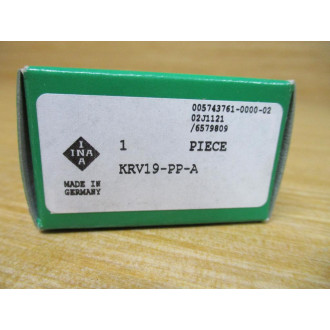 005743761-0000-02
02J1121
/6579809
I
INA
A
1 PIECE
KRV19-PP-A
MADE IN
GERMANY